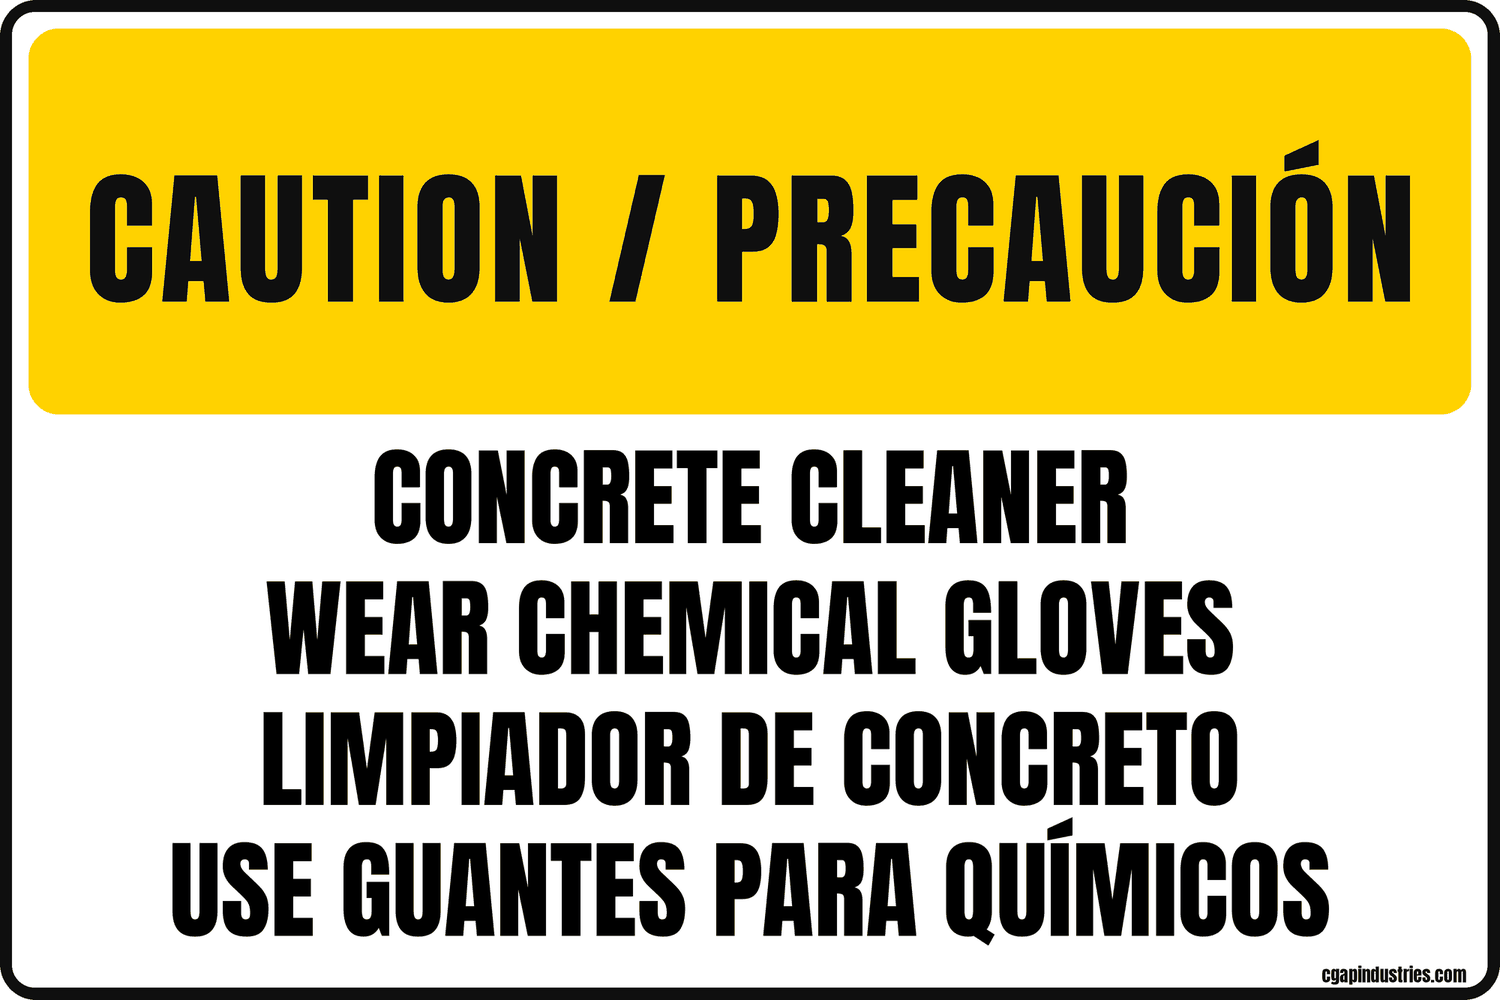 CAUTION / PRECAUCIÓN
CONCRETE CLEANER
WEAR CHEMICAL GLOVES
LIMPIADOR DE CONCRETO
USE GUANTES PARA QUÍMICOS
cgapindustries.com